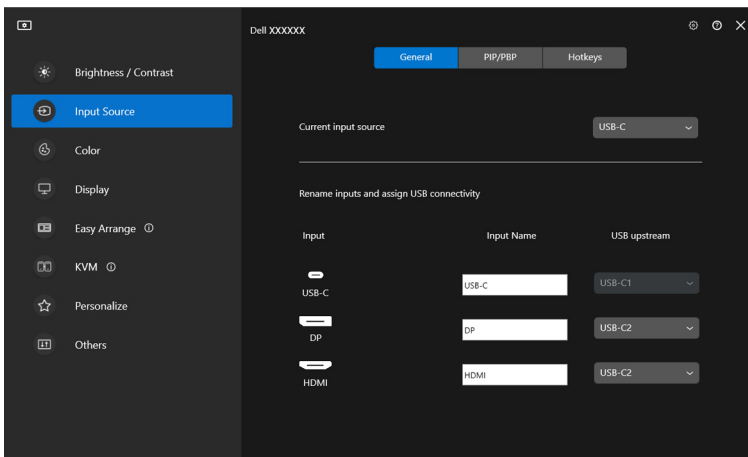 Dell XXXXXX
General PIP/PBP Hotkeys
Brightness / Contrast
Input Source
Color
Display
Easy Arrange
KVM
Personalize
Others
Current input source USB-C
Rename inputs and assign USB connectivity
Input Input Name USB upstream
USB-C USB-C USB-C1
DP DP USB-C2
HDMI HDMI USB-C2